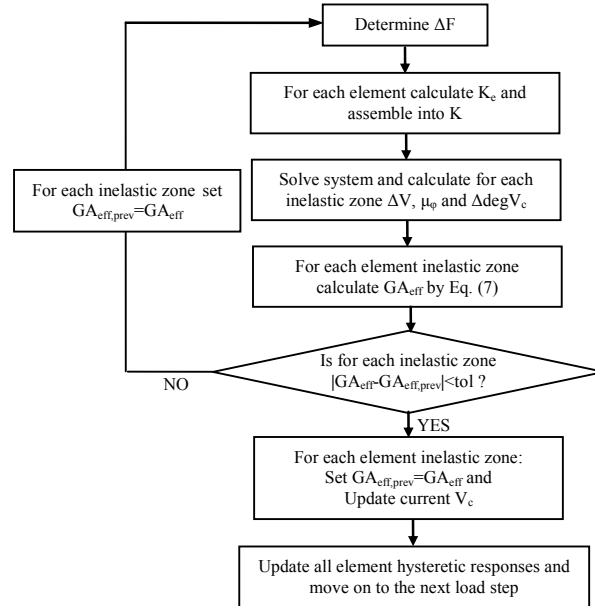 Determine ΔF
For each element calculate Ke and
assemble into K
Solve system and calculate for each
inelastic zone ΔV, μφ and ΔdegVc
For each inelastic zone set
GAeff,prev=GAeff
For each element inelastic zone
calculate GAeff by Eq. (7)
Is for each inelastic zone
|GAeff-GAeff,prev|<tol ?
NO
YES
For each element inelastic zone:
Set GAeff,prev=GAeff and
Update current Vc
Update all element hysteretic responses and
move on to the next load step